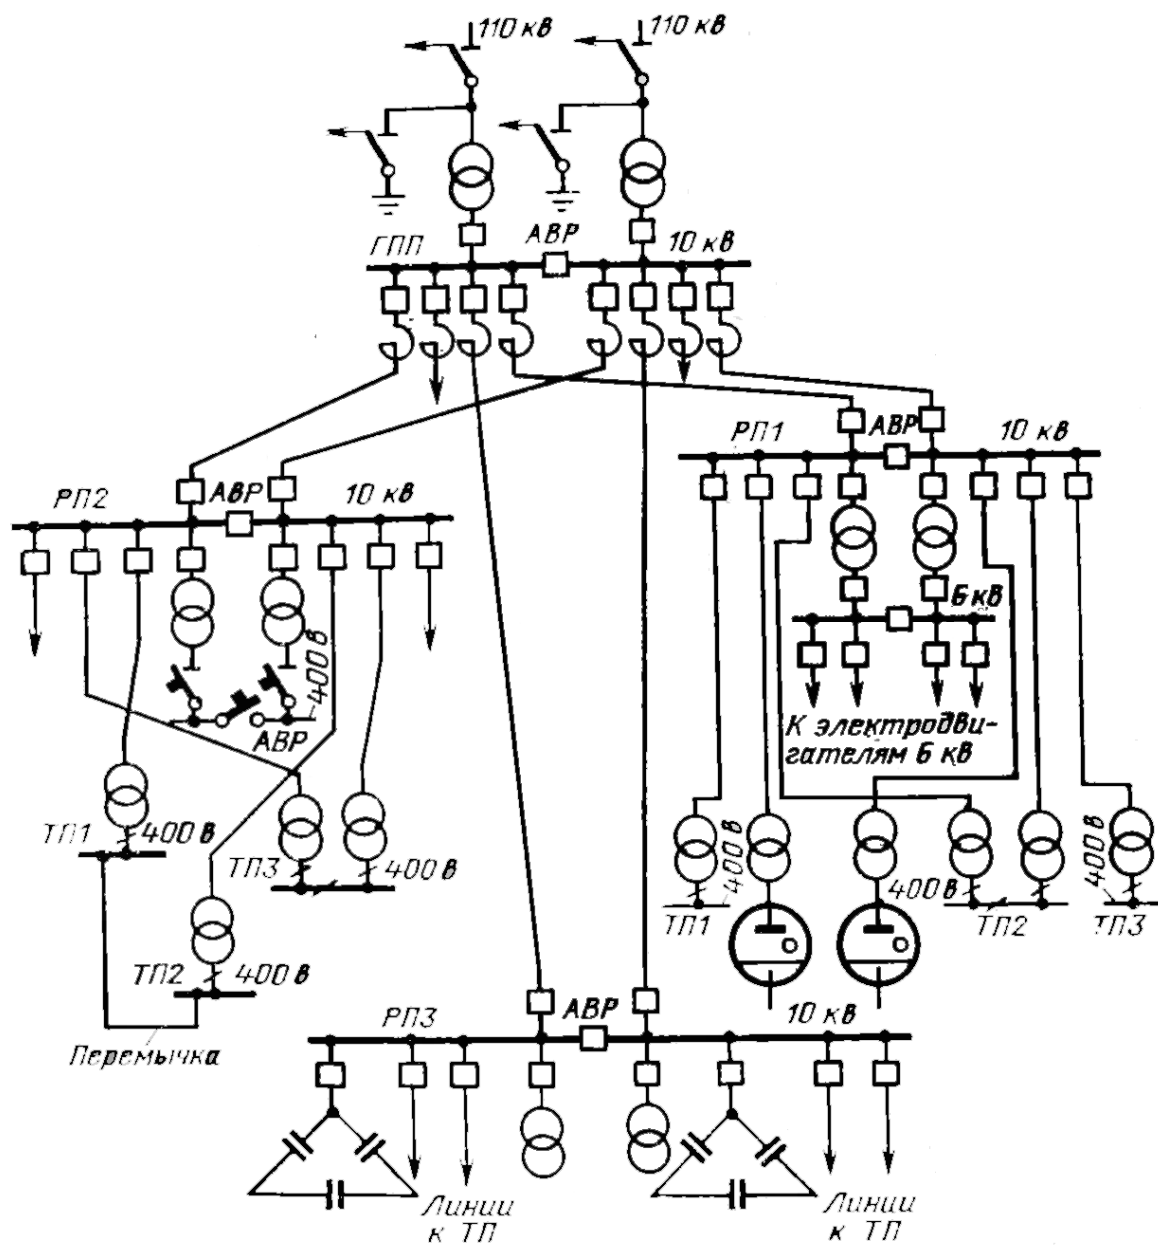 110 кв
110 кв
ГПП
АВР
10 кв
РП1
АВР
10 кв
РП2
АВР
10 кв
6 кв
400 в
АВР
К электродви-
гателям 6 кв
ТП1
400 в
ТП3
400 в
ТП1
400 в
400 в
ТП2
400 в
ТП3
ТП2
400 в
РП3
АВР
10 кв
Перемычка
Линии
к ТП
Линии
к ТП